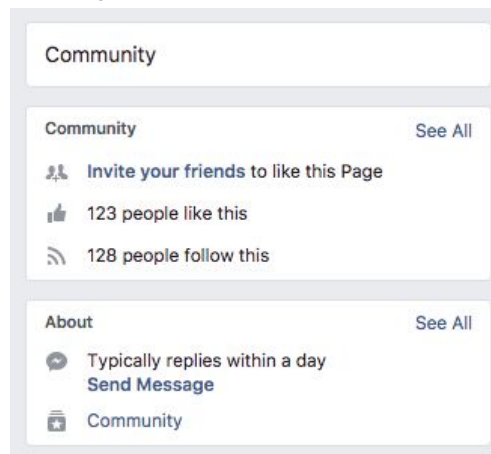 Community
Community See All
Invite your friends to like this Page
123 people like this
128 people follow this
About See All
Typically replies within a day
Send Message
Community